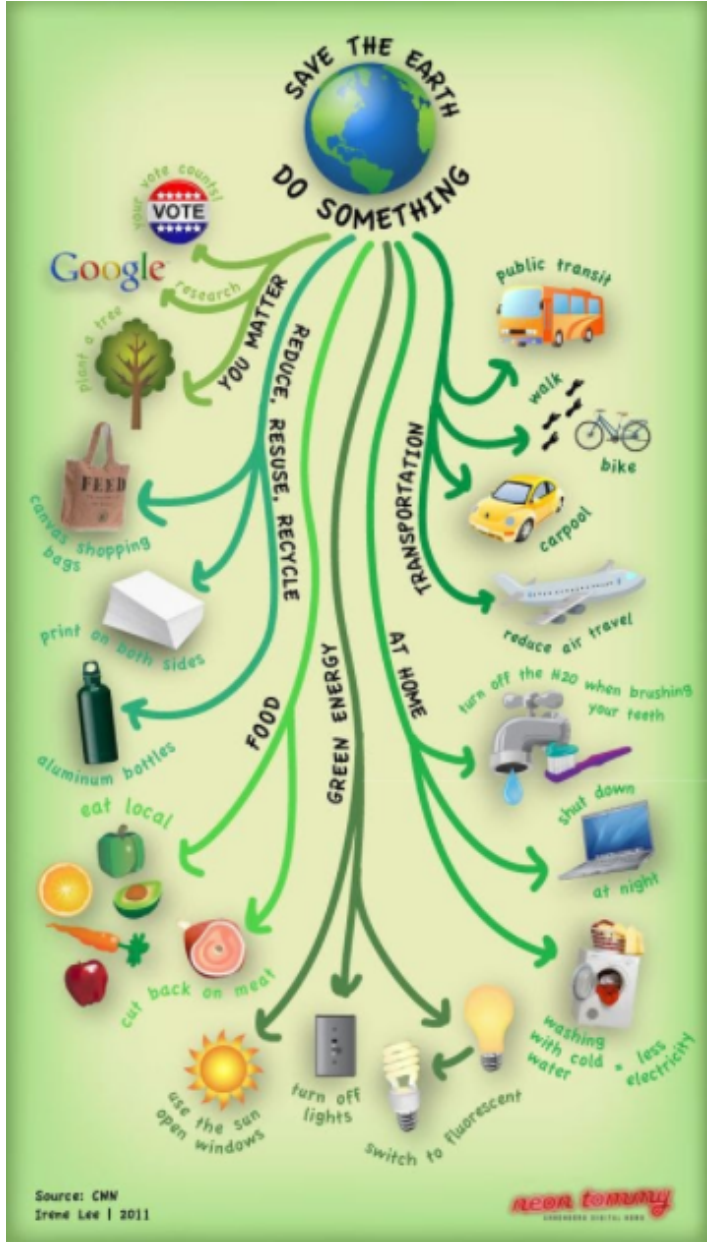 SAVE THE EARTH
DO SOMETHING
your vote counts!
VOTE
Google
research
plant a tree
YOU MATTER
REDUCE, RESUSE, RECYCLE
FEED
canvas shopping
bags
print on both sides
aluminum bottles
FOOD
eat local
cut back on meat
GREEN ENERGY
use the sun
open windows
turn off
lights
switch to fluorescent
AT HOME
turn off the H2O when brushing
your teeth
shut down
at night
washing
with cold
water
= less
electricity
TRANSPORTATION
public transit
walk
bike
carpool
reduce air travel
Source: CNN
Irene Lee | 2011
neon tommy
ANNENBERG DIGITAL NEWS